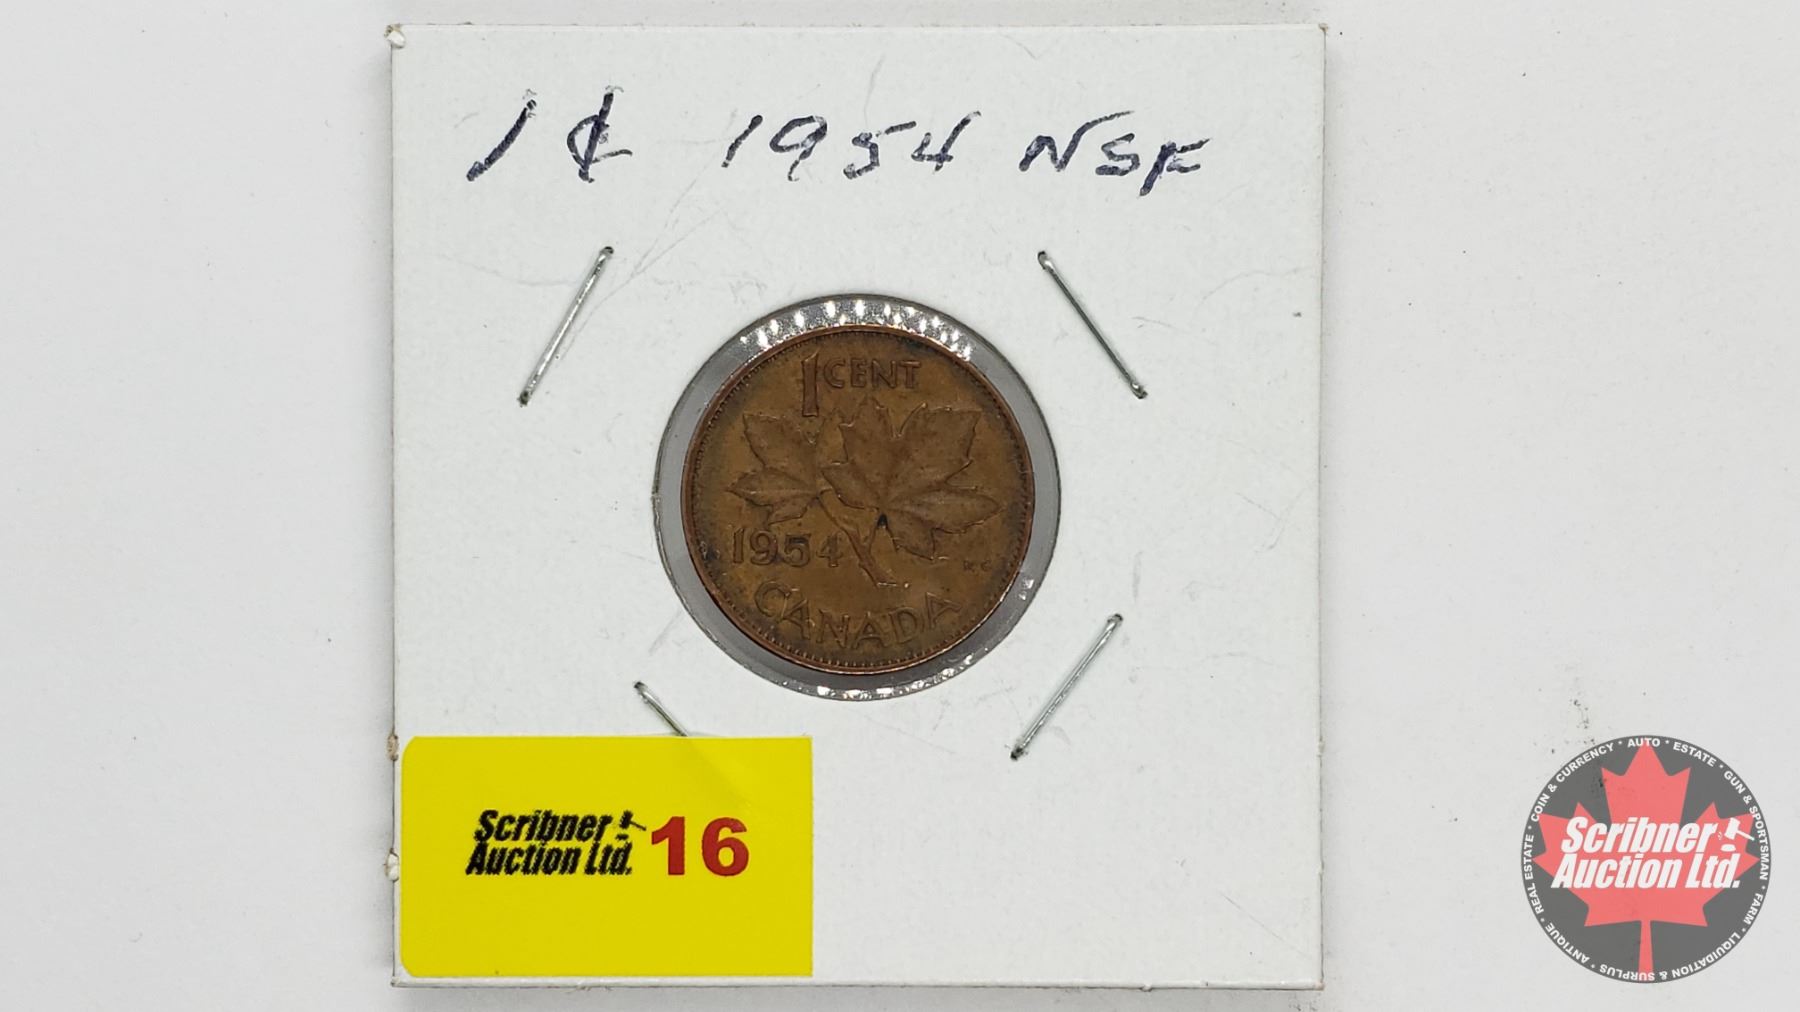 1¢ 1954 NSF
1 CENT
1954
K·G
CANADA
Scribner
Auction Ltd. 16
COIN & CURRENCY * AUTO * ESTATE * GUN & SPORTSMAN * FARM * LIQUIDATION & SURPLUS * ANTIQUE * REAL ESTATE *
Scribner
Auction Ltd.